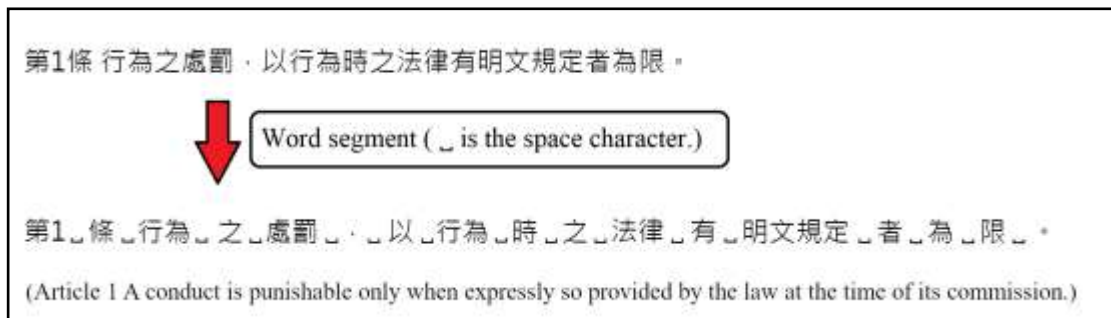 第1條 行為之處罰，以行為時之法律有明文規定者為限。
Word segment ( ⎵ is the space character.)
第1⎵條⎵行為⎵之⎵處罰⎵，⎵以⎵行為⎵時⎵之⎵法律⎵有⎵明文規定⎵者⎵為⎵限⎵。
(Article 1 A conduct is punishable only when expressly so provided by the law at the time of its commission.)